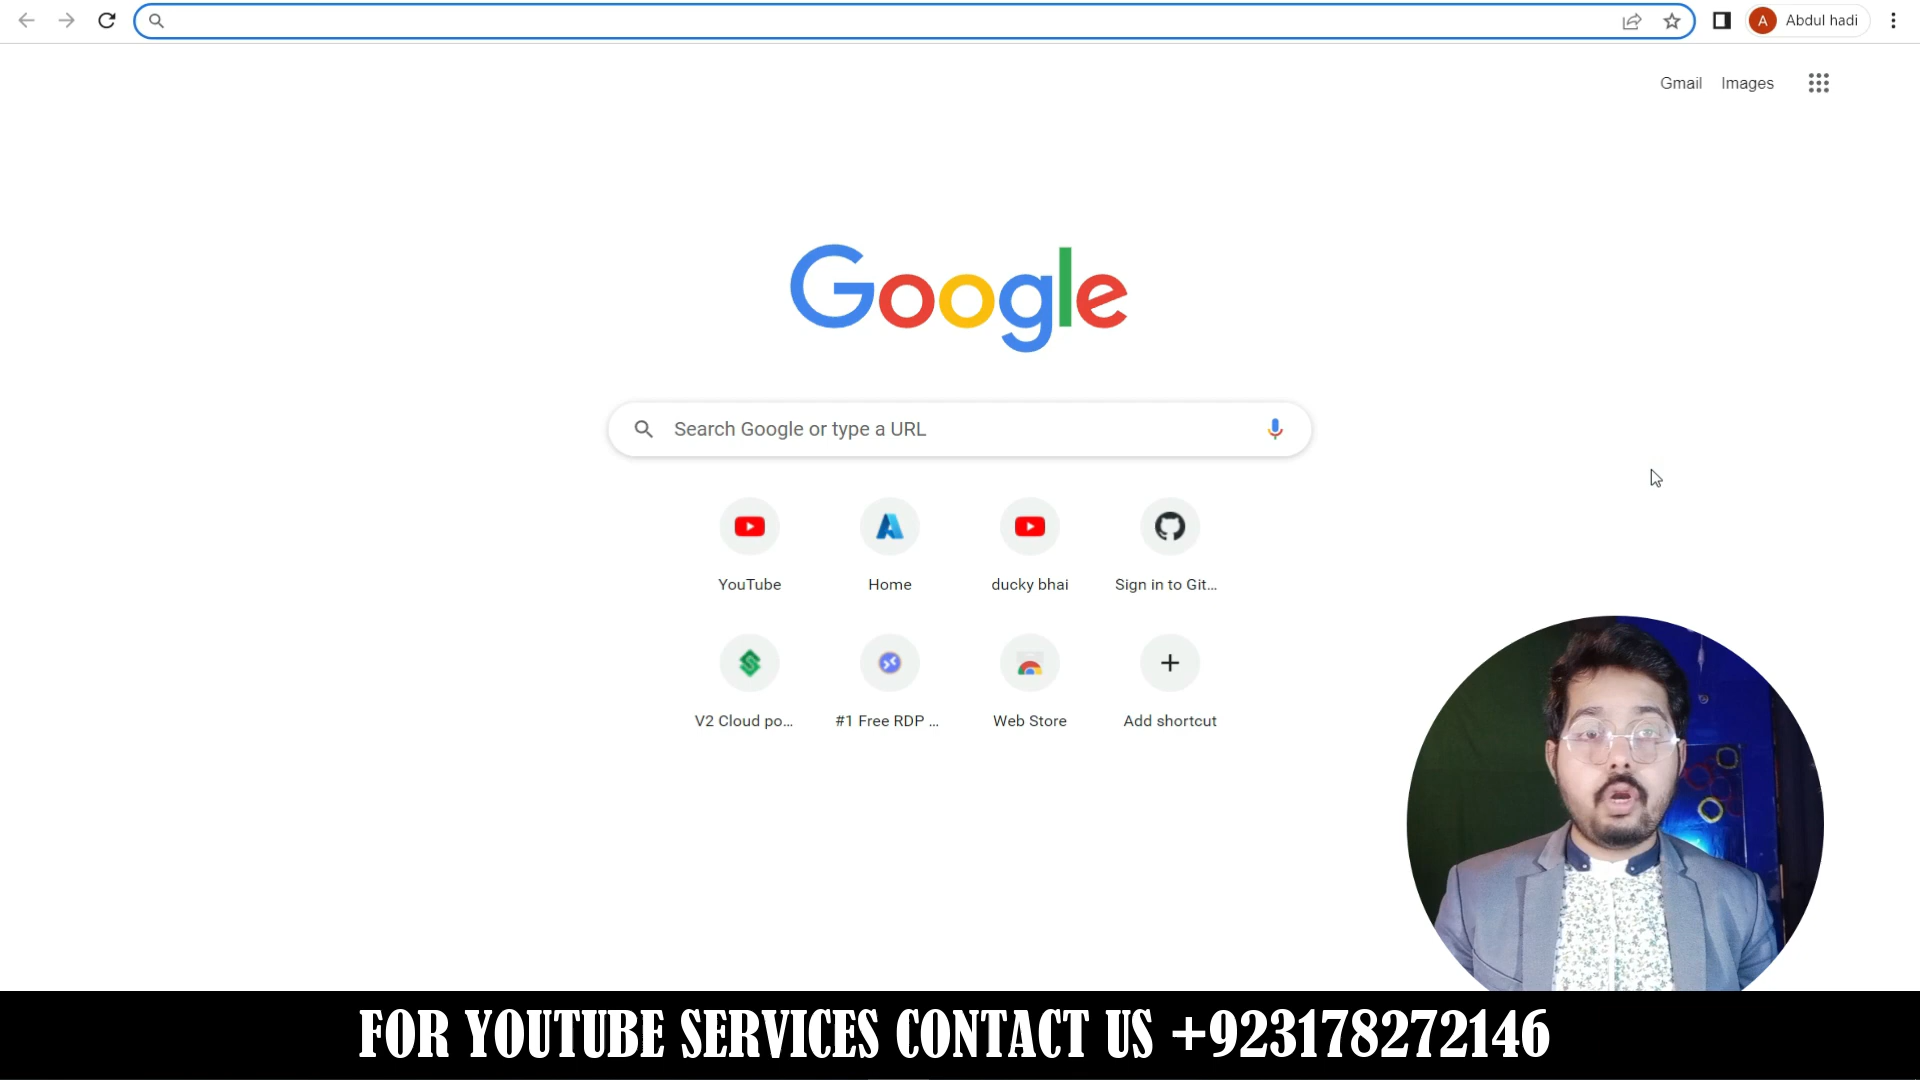 A Abdul hadi
Gmail Images
Google
Search Google or type a URL
YouTube Home ducky bhai Sign in to Git...
V2 Cloud po... #1 Free RDP ... Web Store Add shortcut
FOR YOUTUBE SERVICES CONTACT US +923178272146